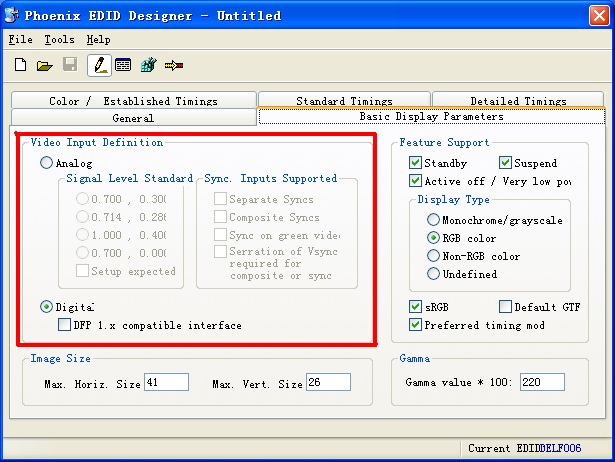 Phoenix EDID Designer - Untitled
File Tools Help
Color / Established Timings
Standard Timings
Detailed Timings
General
Basic Display Parameters
Video Input Definition
Analog
Signal Level Standard
0.700 , 0.300
0.714 , 0.286
1.000 , 0.400
0.700 , 0.000
Setup expected
Sync. Inputs Supported
Separate Syncs
Composite Syncs
Sync on green vide
Serration of Vsync
required for
composite or sync
Digital
DFP 1.x compatible interface
Feature Support
Standby
Suspend
Active off / Very low pow
Display Type
Monochrome/grayscale
RGB color
Non-RGB color
Undefined
sRGB
Default GTF
Preferred timing mod
Image Size
Max. Horiz. Size 41
Max. Vert. Size 26
Gamma
Gamma value * 100: 220
Current EDID